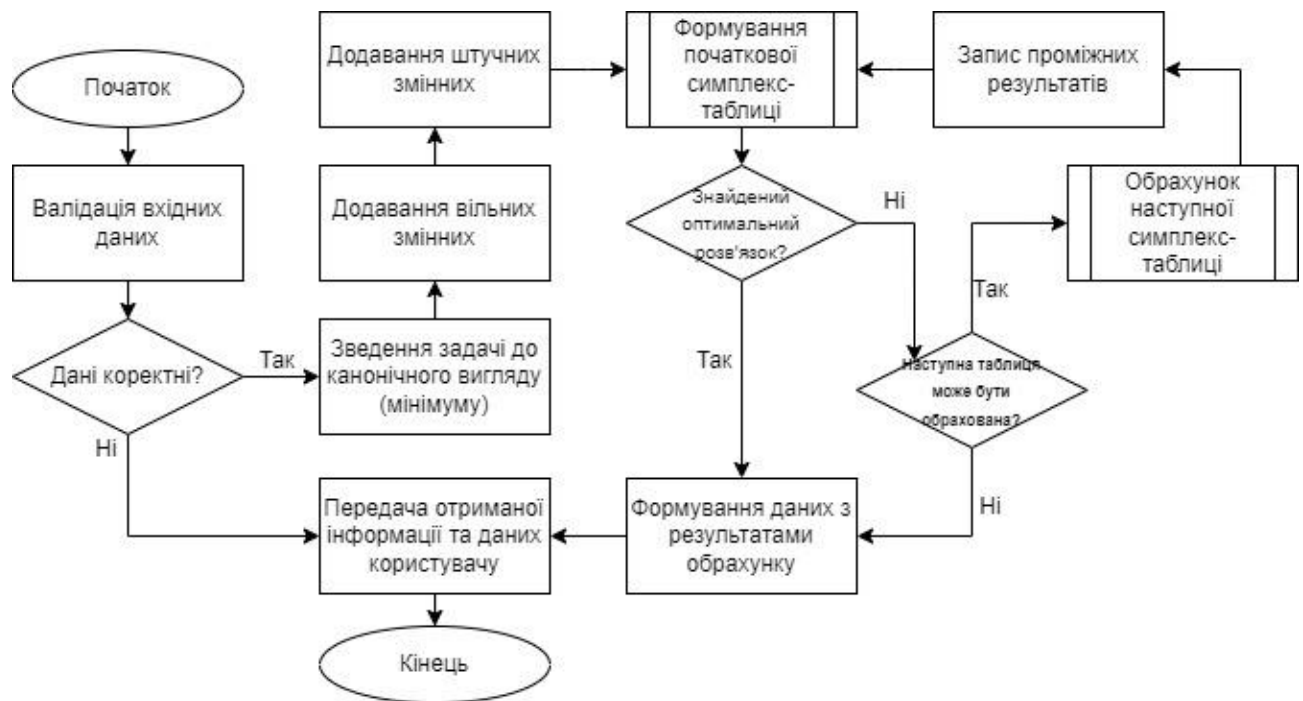 Початок
Валідація вхідних
даних
Дані коректні?
Так
Ні
Зведення задачі до
канонічного вигляду
(мінімуму)
Додавання вільних
змінних
Додавання штучних
змінних
Формування
початкової
симплекс-
таблиці
Знайдений
оптимальний
розв'язок?
Ні
Так
Наступна таблиця
може бути
обрахована?
Так
Ні
Обрахунок
наступної
симплекс-
таблиці
Запис проміжних
результатів
Формування даних з
результатами
обрахунку
Передача отриманої
інформації та даних
користувачу
Кінець